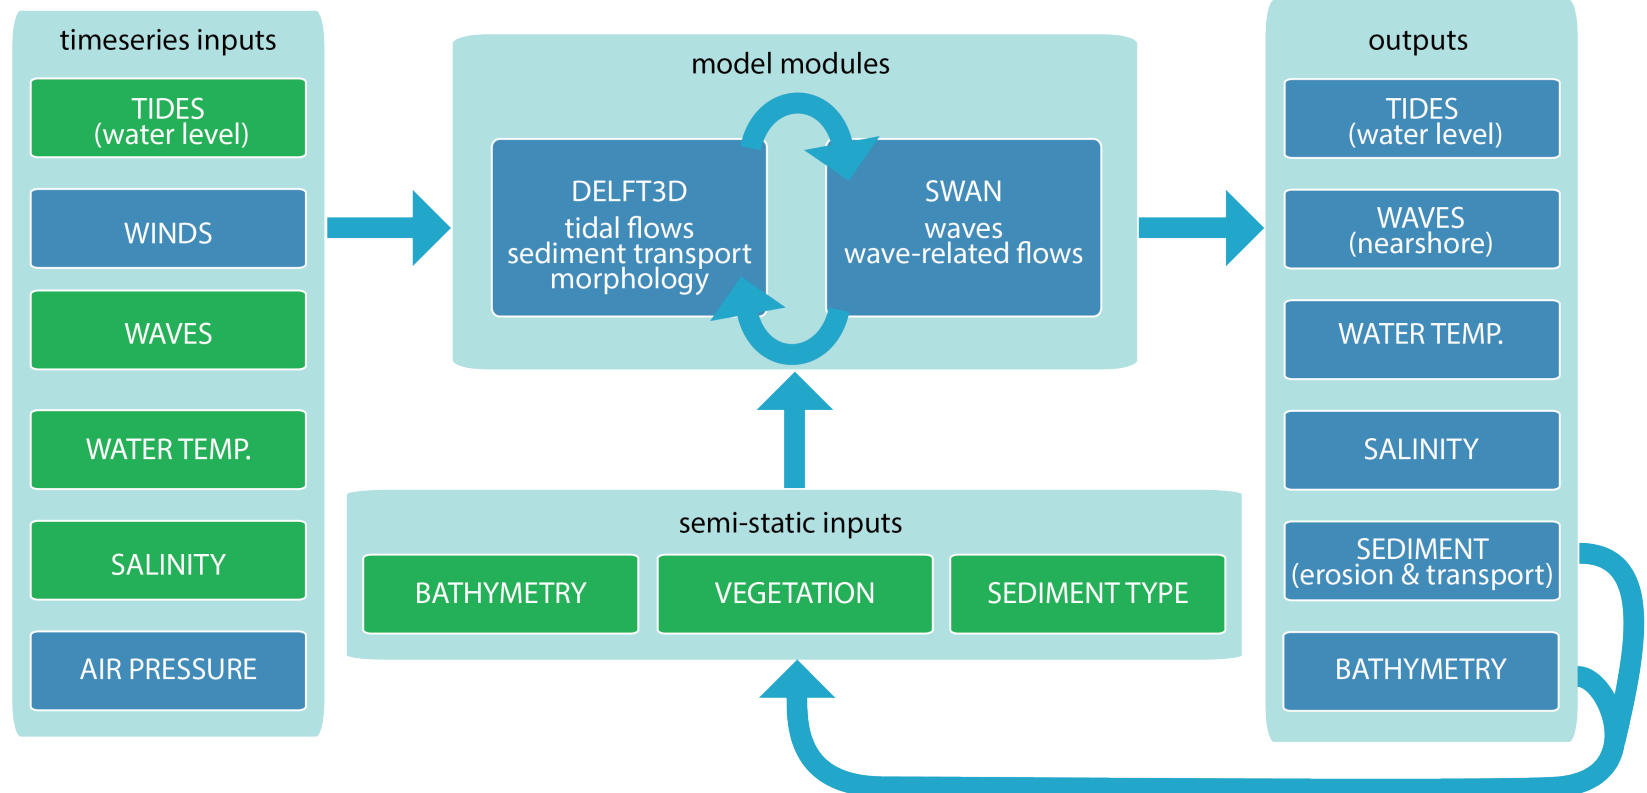 timeseries inputs
TIDES
(water level)
WINDS
WAVES
WATER TEMP.
SALINITY
AIR PRESSURE
model modules
DELFT3D
tidal flows
sediment transport
morphology
SWAN
waves
wave-related flows
semi-static inputs
BATHYMETRY
VEGETATION
SEDIMENT TYPE
outputs
TIDES
(water level)
WAVES
(nearshore)
WATER TEMP.
SALINITY
SEDIMENT
(erosion & transport)
BATHYMETRY